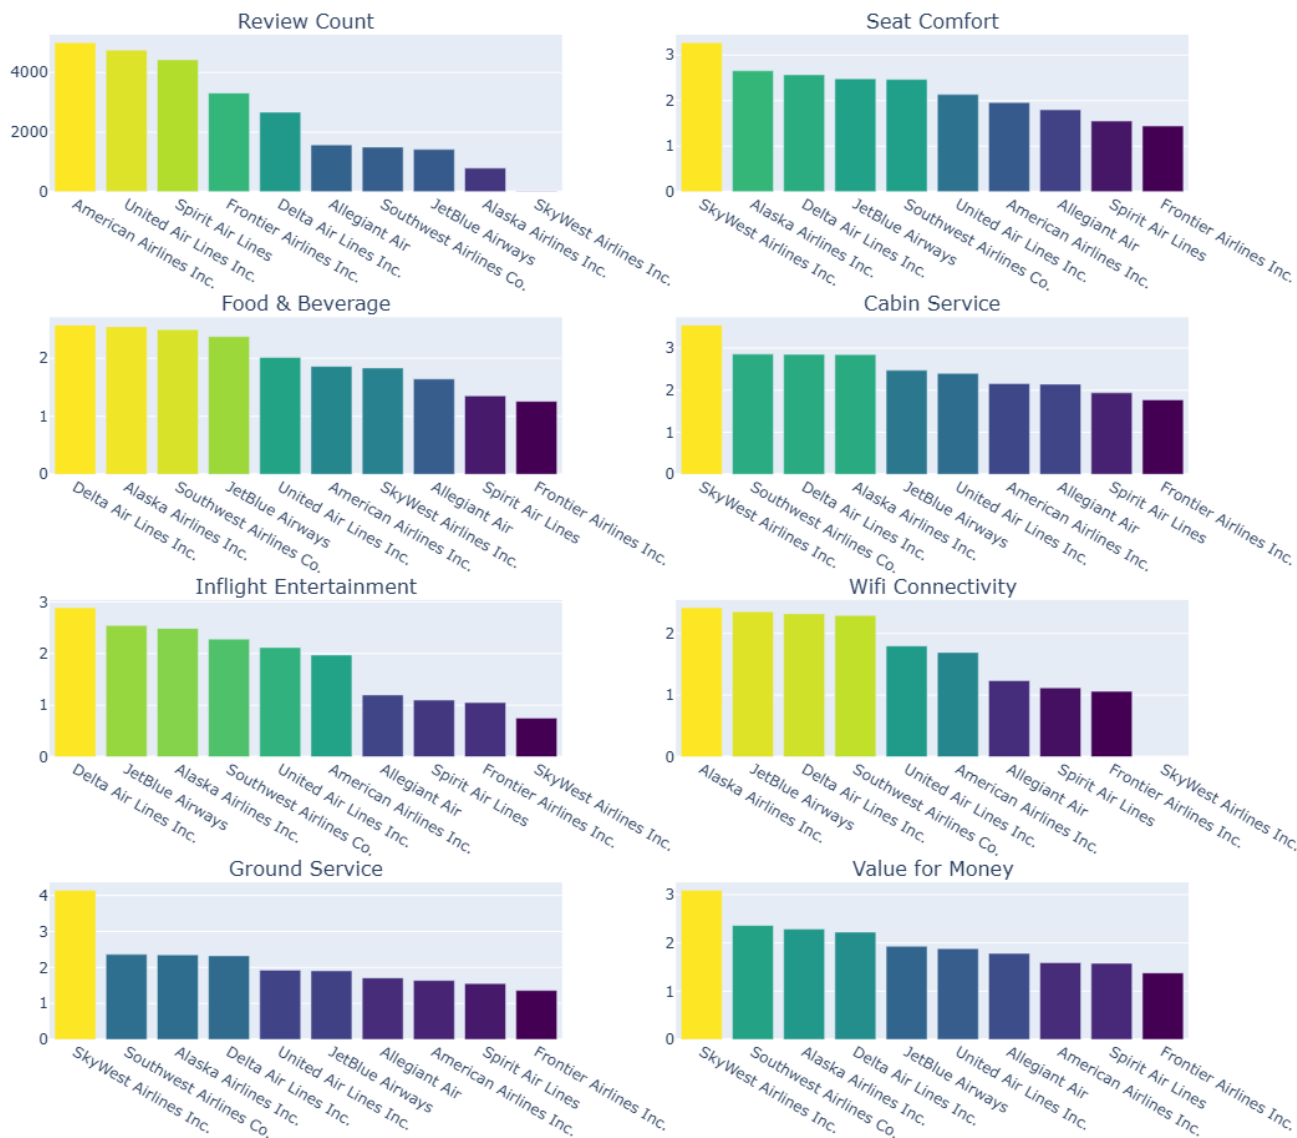 Review Count
4000
2000
0
American Airlines Inc.
United Air Lines Inc.
Spirit Air Lines
Frontier Airlines Inc.
Delta Air Lines Inc.
Allegiant Air
Southwest Airlines Co.
JetBlue Airways
Alaska Airlines Inc.
SkyWest Airlines Inc.
Seat Comfort
3
2
1
0
SkyWest Airlines Inc.
Alaska Airlines Inc.
Delta Air Lines Inc.
JetBlue Airways
Southwest Airlines Co.
United Air Lines Inc.
American Airlines Inc.
Allegiant Air
Spirit Air Lines
Frontier Airlines Inc.
Food & Beverage
2
1
0
Delta Air Lines Inc.
Alaska Airlines Inc.
Southwest Airlines Co.
JetBlue Airways
United Air Lines Inc.
American Airlines Inc.
SkyWest Airlines Inc.
Allegiant Air
Spirit Air Lines
Frontier Airlines Inc.
Cabin Service
3
2
1
0
SkyWest Airlines Inc.
Southwest Airlines Co.
Delta Air Lines Inc.
Alaska Airlines Inc.
JetBlue Airways
United Air Lines Inc.
American Airlines Inc.
Allegiant Air
Spirit Air Lines
Frontier Airlines Inc.
Inflight Entertainment
3
2
1
0
Delta Air Lines Inc.
JetBlue Airways
Alaska Airlines Inc.
Southwest Airlines Co.
United Air Lines Inc.
American Airlines Inc.
Allegiant Air
Spirit Air Lines
Frontier Airlines Inc.
SkyWest Airlines Inc.
Wifi Connectivity
2
1
0
Alaska Airlines Inc.
JetBlue Airways
Delta Air Lines Inc.
Southwest Airlines Co.
United Air Lines Inc.
American Airlines Inc.
Allegiant Air
Spirit Air Lines
Frontier Airlines Inc.
SkyWest Airlines Inc.
Ground Service
4
3
2
1
0
SkyWest Airlines Inc.
Southwest Airlines Co.
Alaska Airlines Inc.
Delta Air Lines Inc.
United Air Lines Inc.
JetBlue Airways
Allegiant Air
American Airlines Inc.
Spirit Air Lines
Frontier Airlines Inc.
Value for Money
3
2
1
0
SkyWest Airlines Inc.
Southwest Airlines Co.
Alaska Airlines Inc.
Delta Air Lines Inc.
JetBlue Airways
United Air Lines Inc.
Allegiant Air
American Airlines Inc.
Spirit Air Lines
Frontier Airlines Inc.